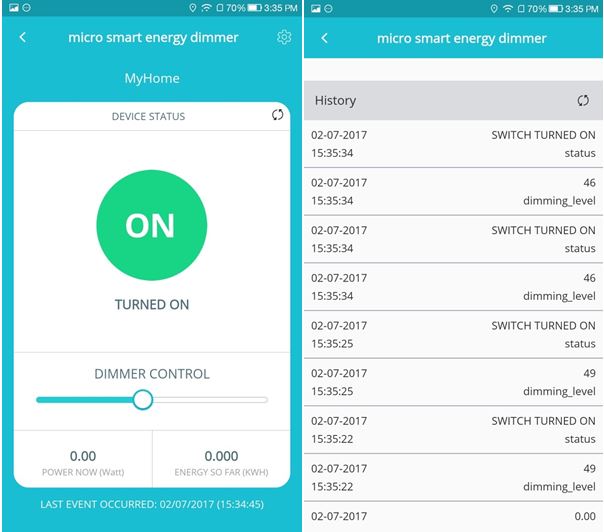 70% 3:35 PM
micro smart energy dimmer
MyHome
DEVICE STATUS
ON
TURNED ON
DIMMER CONTROL
0.00
POWER NOW (Watt)
0.000
ENERGY SO FAR (KWH)
LAST EVENT OCCURRED: 02/07/2017 (15:34:45)
70% 3:35 PM
micro smart energy dimmer
History
02-07-2017 SWITCH TURNED ON
15:35:34 status
02-07-2017 46
15:35:34 dimming_level
02-07-2017 SWITCH TURNED ON
15:35:34 status
02-07-2017 46
15:35:34 dimming_level
02-07-2017 SWITCH TURNED ON
15:35:25 status
02-07-2017 49
15:35:25 dimming_level
02-07-2017 SWITCH TURNED ON
15:35:22 status
02-07-2017 49
15:35:22 dimming_level
02-07-2017 0.00